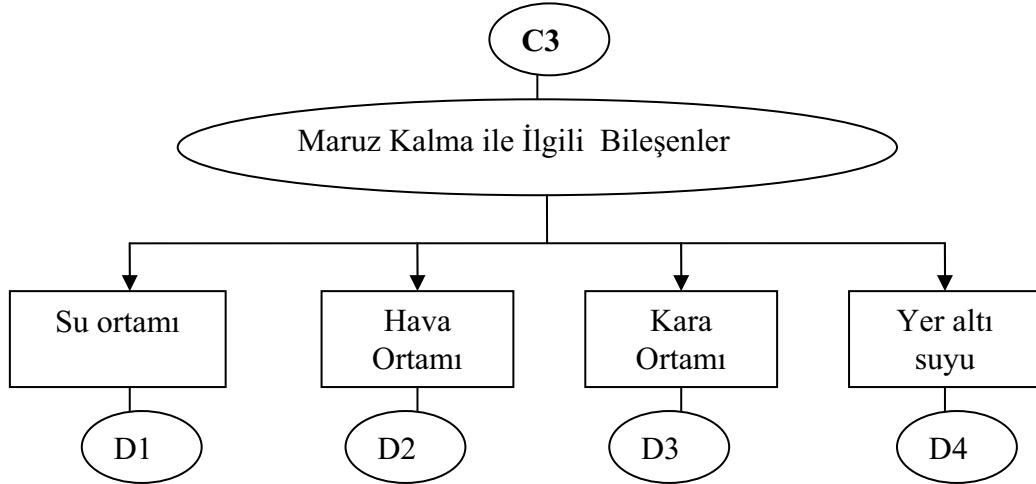 C3
Maruz Kalma ile İlgili Bileşenler
Su ortamı
Hava
Ortamı
Kara
Ortamı
Yer altı
suyu
D1
D2
D3
D4